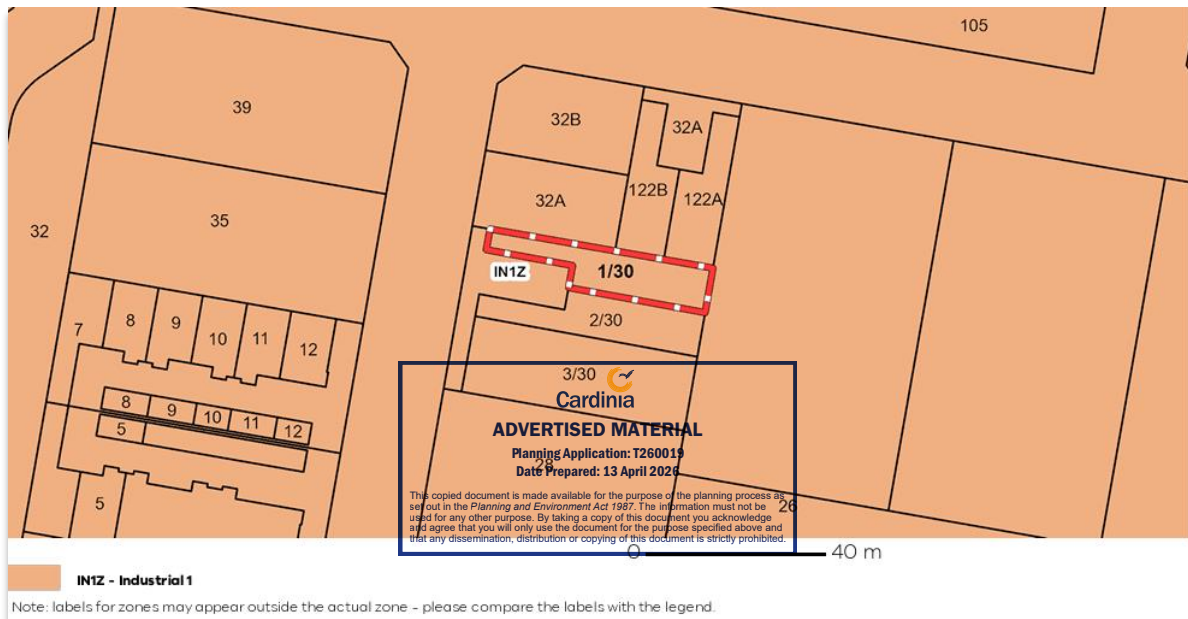 105
39
32B
32A
32A
122B
122A
35
32
IN1Z
1/30
2/30
7
8
9
10
11
12
3/30
8
9
10
11
12
5
28
5
26
Cardinia
ADVERTISED MATERIAL
Planning Application: T260019
Date Prepared: 13 April 2026
This copied document is made available for the purpose of the planning process as
set out in the Planning and Environment Act 1987. The information must not be
used for any other purpose. By taking a copy of this document you acknowledge
and agree that you will only use the document for the purpose specified above and
that any dissemination, distribution or copying of this document is strictly prohibited.
0 40 m
IN1Z - Industrial 1
Note: labels for zones may appear outside the actual zone - please compare the labels with the legend.